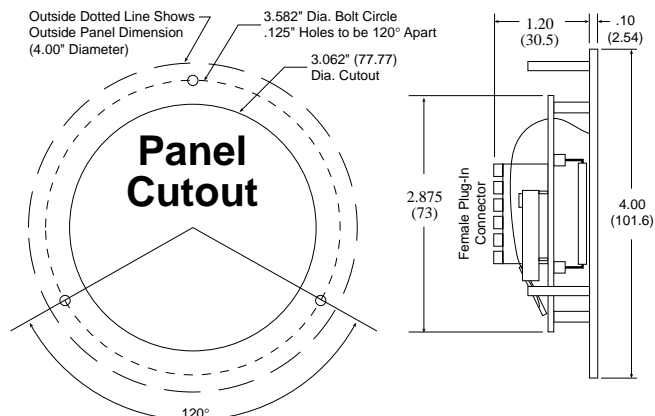 Outside Dotted Line Shows
Outside Panel Dimension
(4.00" Diameter)
3.582" Dia. Bolt Circle
.125" Holes to be 120° Apart
3.062" (77.77)
Dia. Cutout
Panel
Cutout
120°
1.20
(30.5)
.10
(2.54)
2.875
(73)
Female Plug-In
Connector
4.00
(101.6)